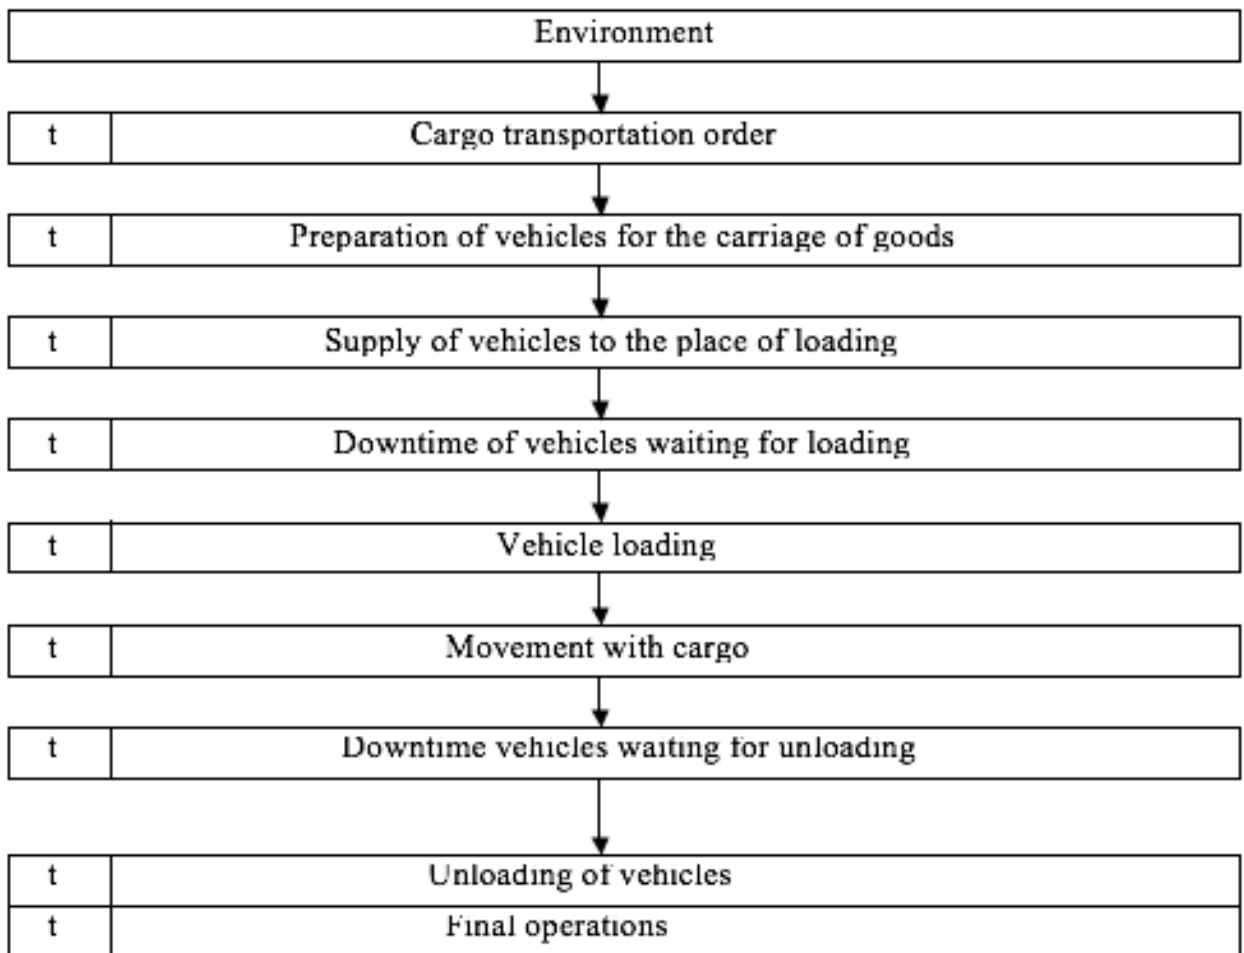 Environment
t Cargo transportation order
t Preparation of vehicles for the carriage of goods
t Supply of vehicles to the place of loading
t Downtime of vehicles waiting for loading
t Vehicle loading
t Movement with cargo
t Downtime vehicles waiting for unloading
t Unloading of vehicles
t Final operations